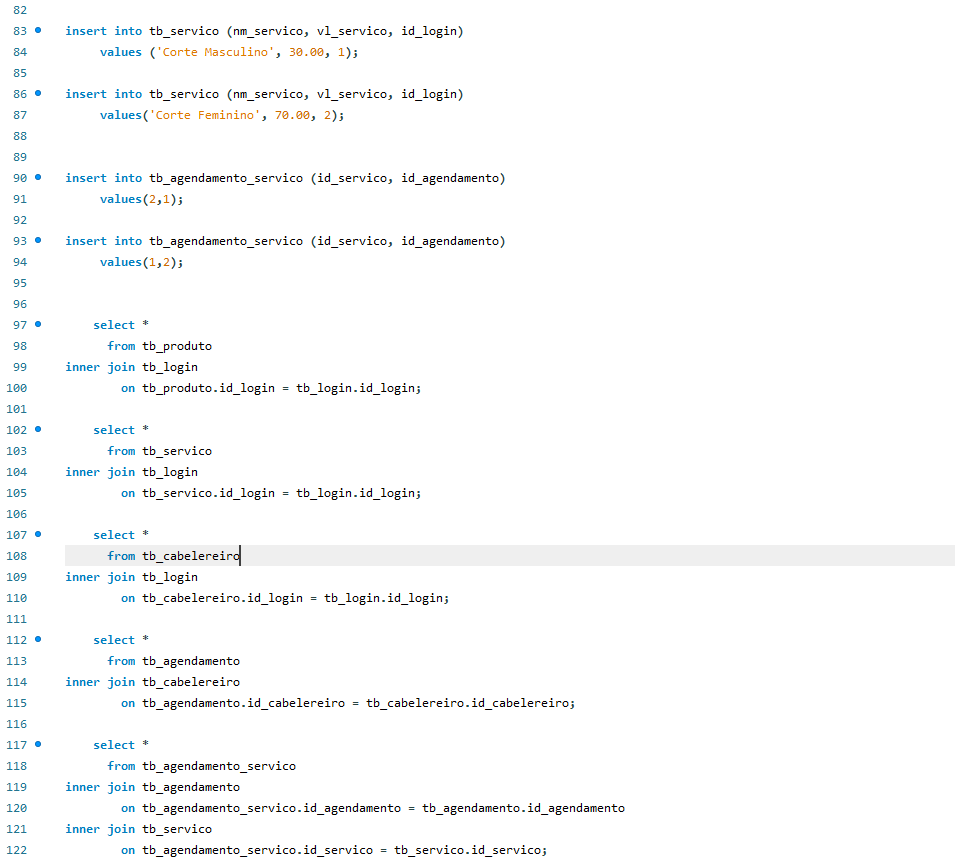 82
83 insert into tb_servico (nm_servico, vl_servico, id_login)
84 values ('Corte Masculino', 30.00, 1);
85
86 insert into tb_servico (nm_servico, vl_servico, id_login)
87 values('Corte Feminino', 70.00, 2);
88
89
90 insert into tb_agendamento_servico (id_servico, id_agendamento)
91 values(2,1);
92
93 insert into tb_agendamento_servico (id_servico, id_agendamento)
94 values(1,2);
95
96
97 select *
98 from tb_produto
99 inner join tb_login
100 on tb_produto.id_login = tb_login.id_login;
101
102 select *
103 from tb_servico
104 inner join tb_login
105 on tb_servico.id_login = tb_login.id_login;
106
107 select *
108 from tb_cabelereiro
109 inner join tb_login
110 on tb_cabelereiro.id_login = tb_login.id_login;
111
112 select *
113 from tb_agendamento
114 inner join tb_cabelereiro
115 on tb_agendamento.id_cabelereiro = tb_cabelereiro.id_cabelereiro;
116
117 select *
118 from tb_agendamento_servico
119 inner join tb_agendamento
120 on tb_agendamento_servico.id_agendamento = tb_agendamento.id_agendamento
121 inner join tb_servico
122 on tb_agendamento_servico.id_servico = tb_servico.id_servico;